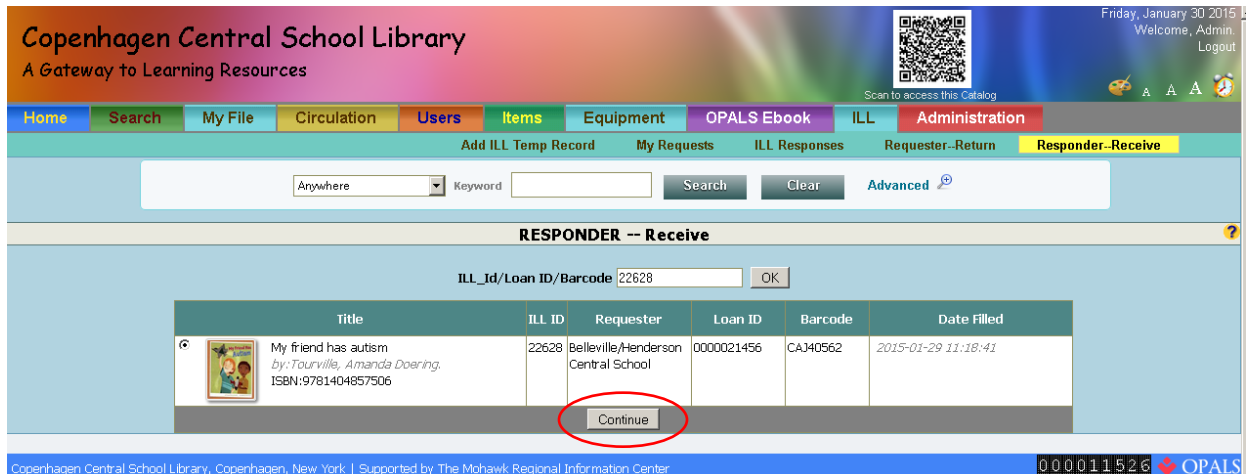 Friday, January 30 2015
Copenhagen Central School Library
Welcome, Admin.
Logout
A Gateway to Learning Resources
Scan to access this Catalog
A A A
Home Search My File Circulation Users Items Equipment OPALS Ebook ILL Administration
Add ILL Temp Record My Requests ILL Responses Requester--Return Responder--Receive
Anywhere Keyword Search Clear Advanced
RESPONDER -- Receive ?
ILL_Id/Loan ID/Barcode 22628 OK
Title ILL ID Requester Loan ID Barcode Date Filled
My friend has autism 22628 Belleville/Henderson 0000021456 CAJ40562 2015-01-29 11:18:41
by:Tourville, Amanda Doering. Central School
ISBN:9781404857506
Continue
Copenhagen Central School Library, Copenhagen, New York | Supported by The Mohawk Regional Information Center 000011526 OPALS